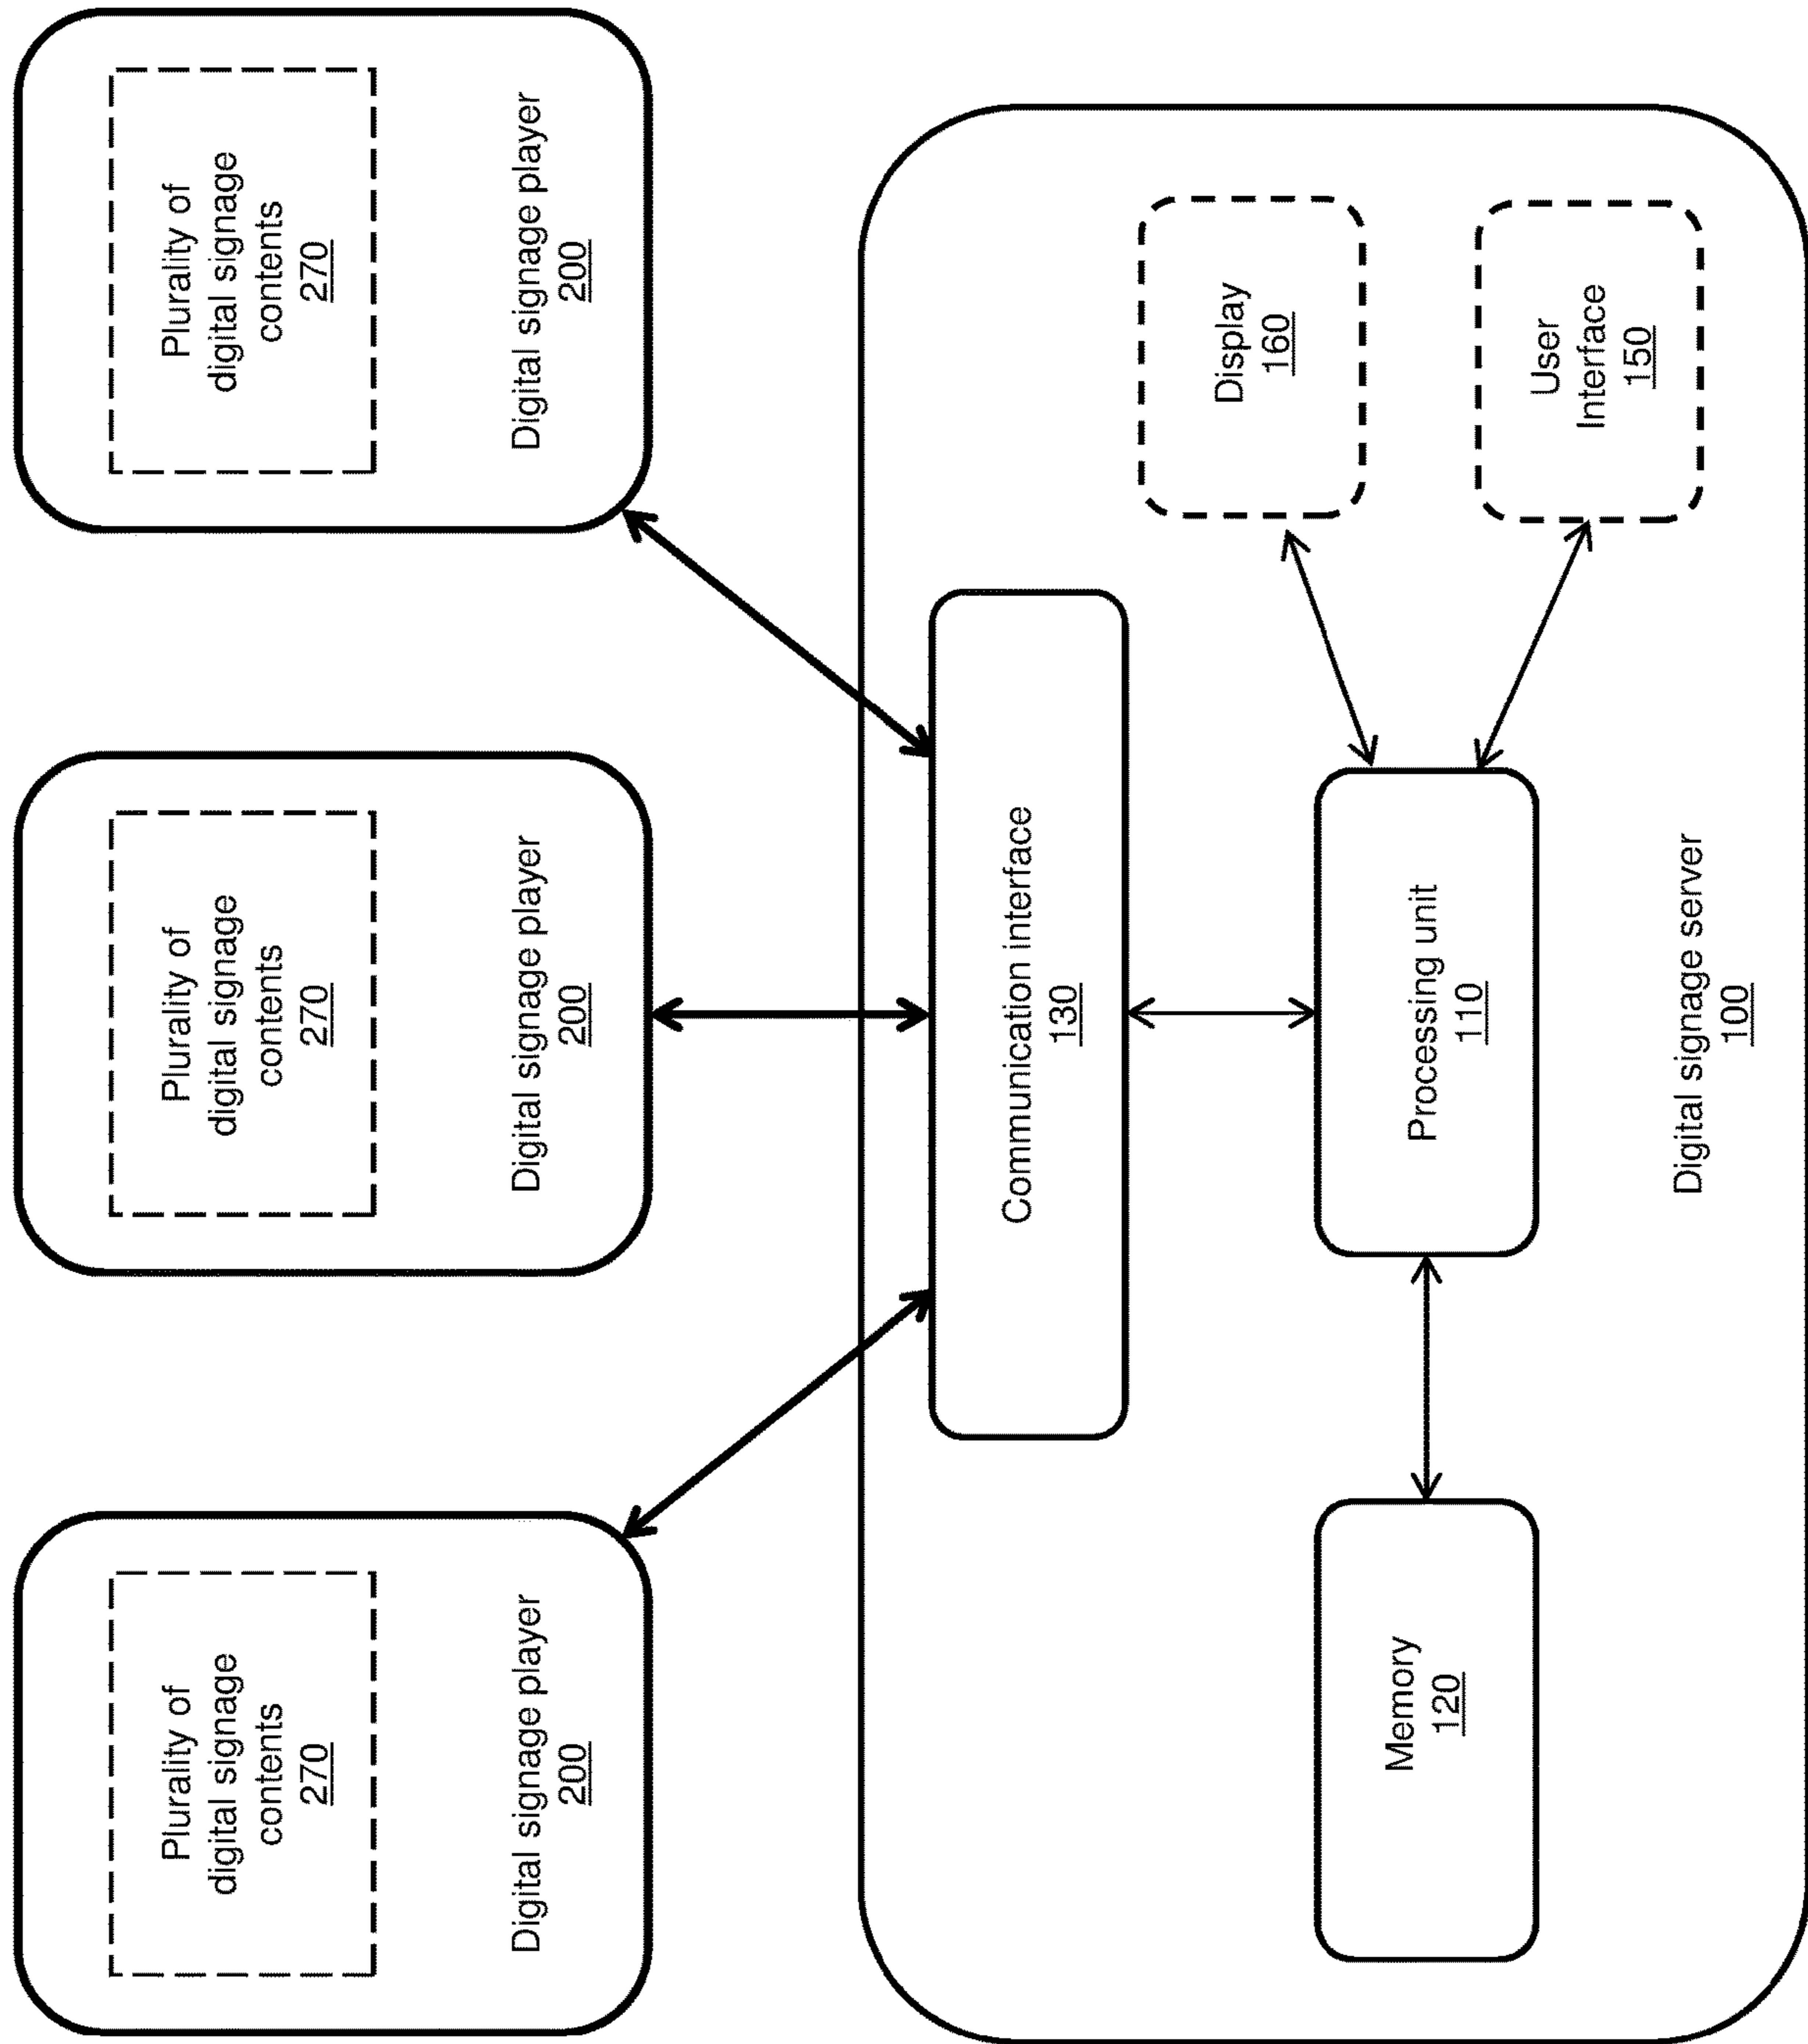 Plurality of
digital signage
contents
270
Digital signage player
200
Plurality of
digital signage
contents
270
Digital signage player
200
Plurality of
digital signage
contents
270
Digital signage player
200
Communication interface
130
Memory
120
Processing unit
110
Display
160
User
Interface
150
Digital signage server
100